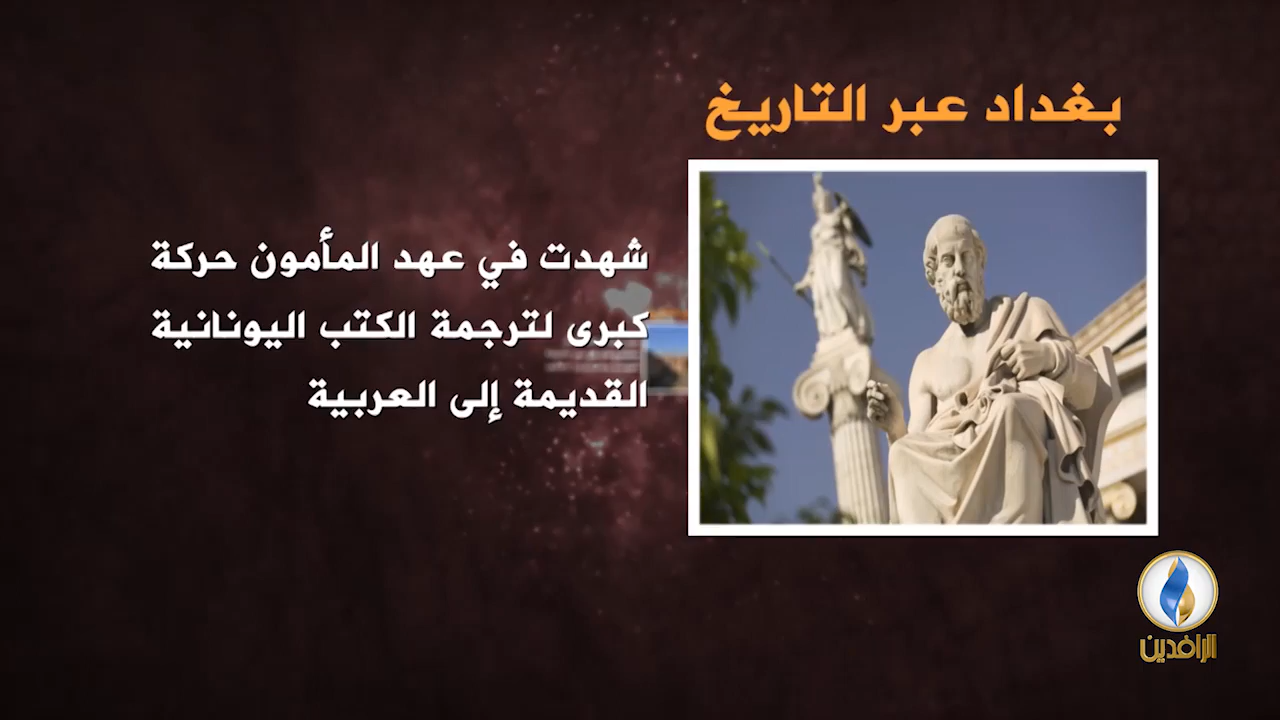 بغداد عبر التاريخ
شهدت في عهد المأمون حركة
كبرى لترجمة الكتب اليونانية
القديمة إلى العربية
الرافدين